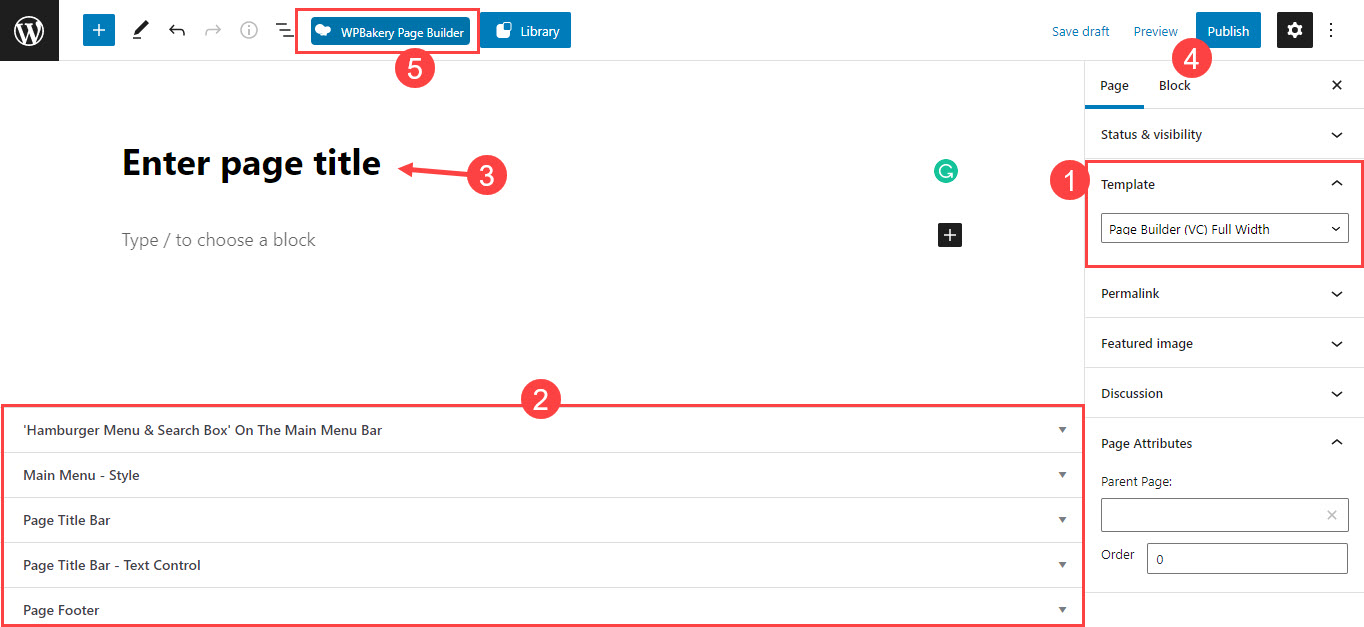 WPBakery Page Builder
Library
Save draft
Preview
Publish
5
4
Page
Block
Status & visibility
Enter page title
3
1
Template
Page Builder (VC) Full Width
Type / to choose a block
Permalink
Featured image
Discussion
Page Attributes
Parent Page:
Order
0
2
'Hamburger Menu & Search Box' On The Main Menu Bar
Main Menu - Style
Page Title Bar
Page Title Bar - Text Control
Page Footer